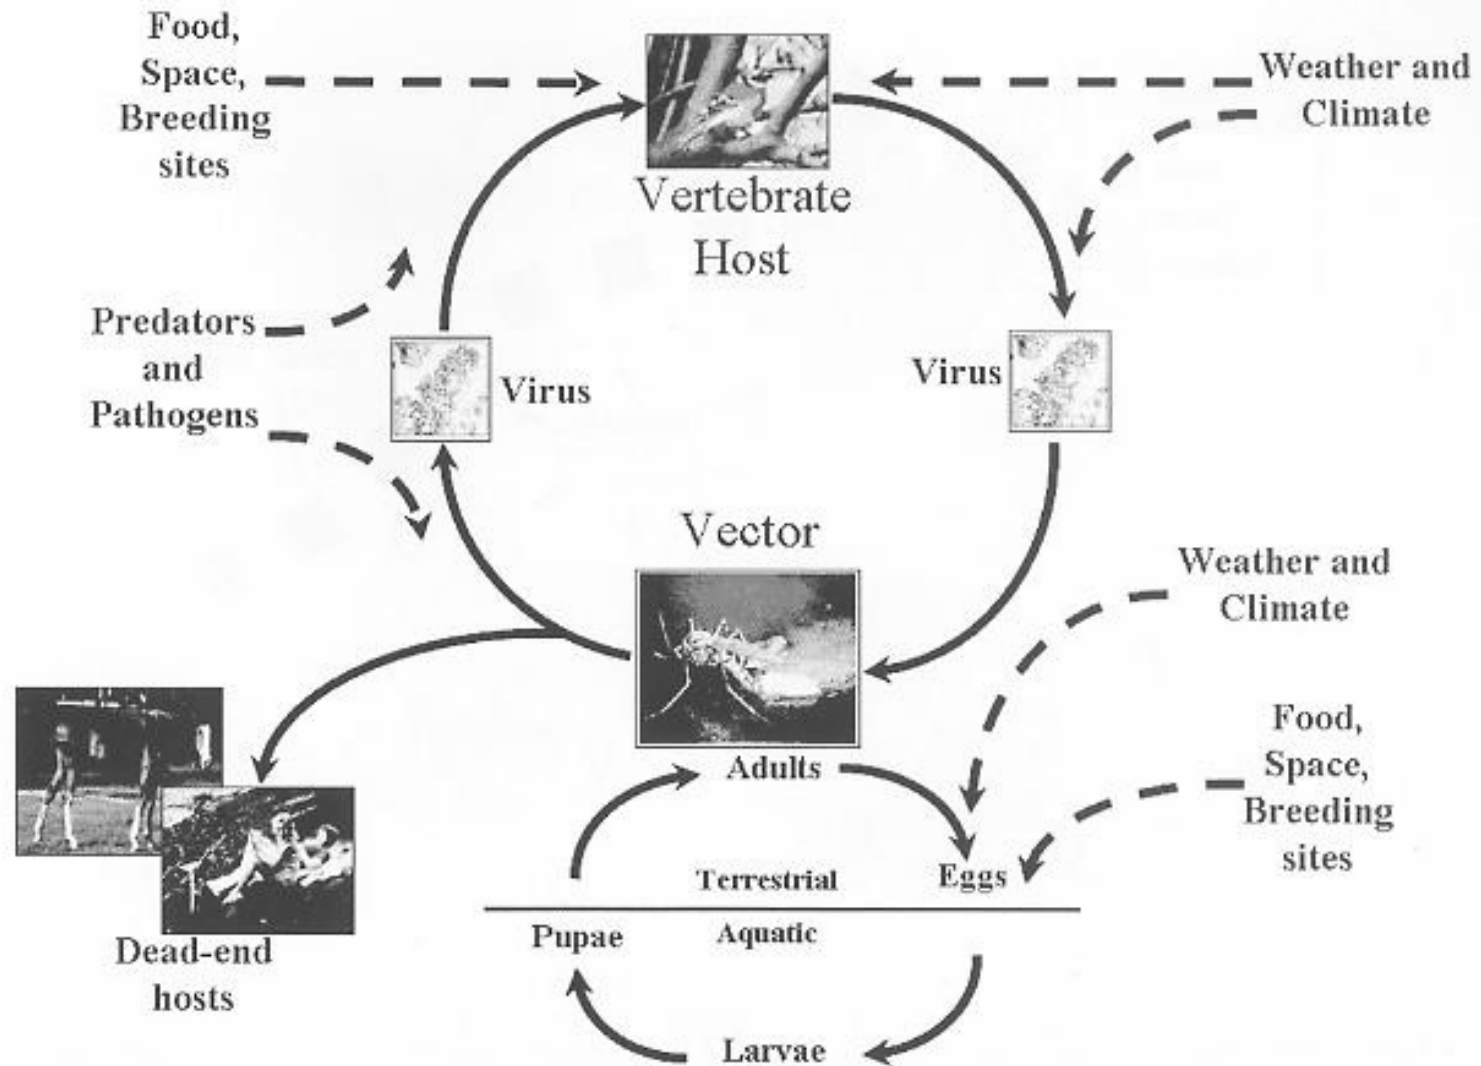 Food,
Space,
Breeding
sites
Weather and
Climate
Vertebrate
Host
Predators
and
Pathogens
Virus
Virus
Vector
Weather and
Climate
Food,
Space,
Breeding
sites
Adults
Terrestrial
Eggs
Pupae
Aquatic
Larvae
Dead-end
hosts